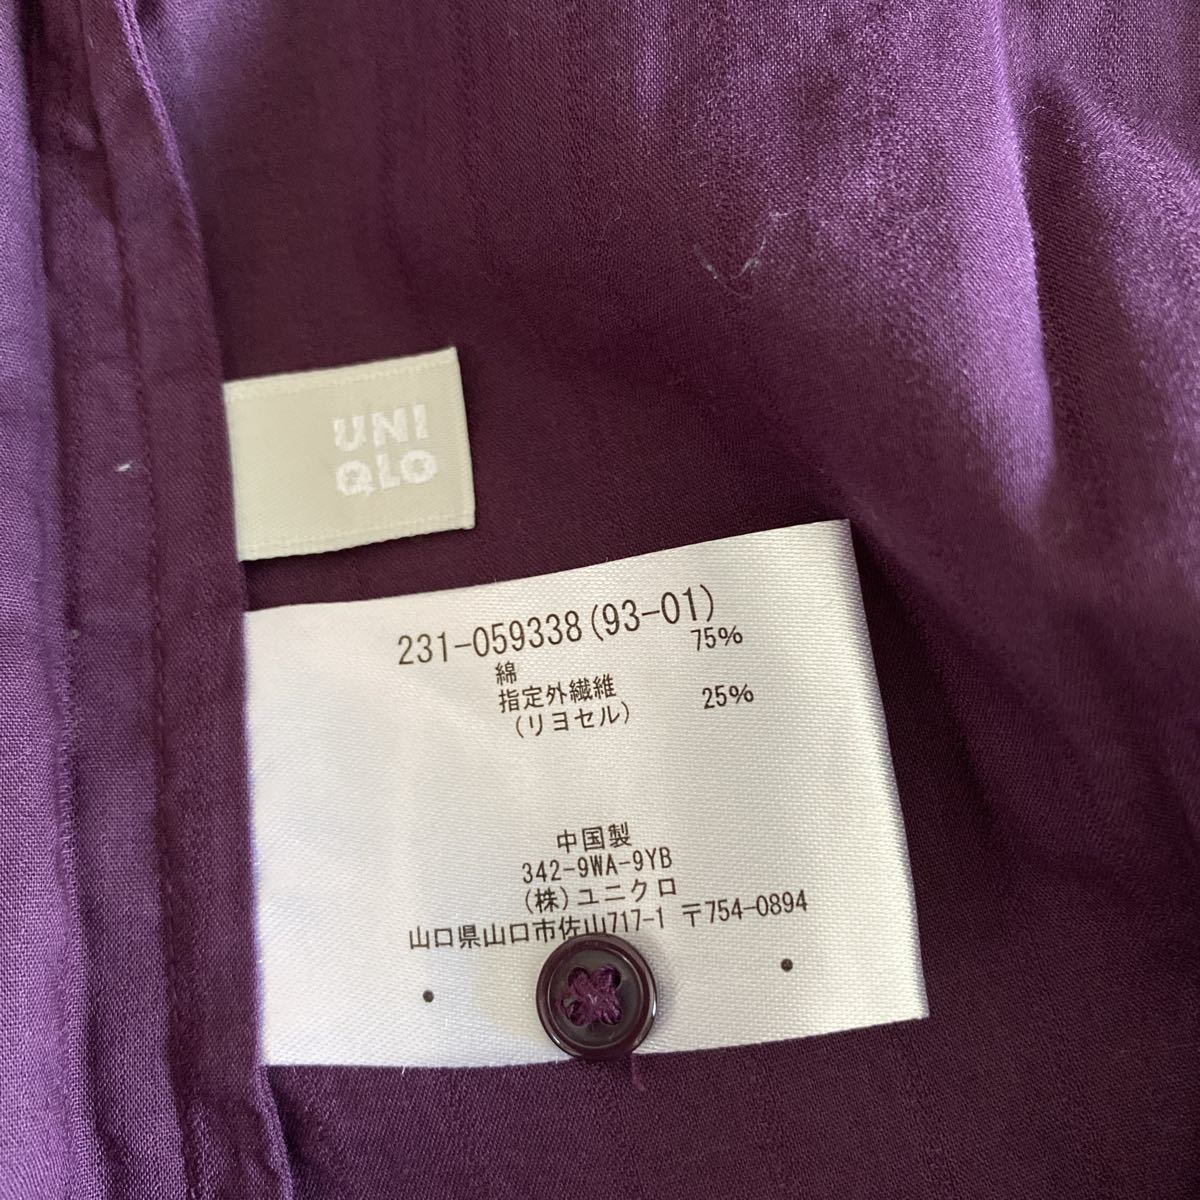 UNI
QLO
231-059338(93-01)
綿 75%
指定外繊維
(リヨセル) 25%
中国製
342-9WA-9YB
(株)ユニクロ
山口県山口市佐山717-1 〒754-0894